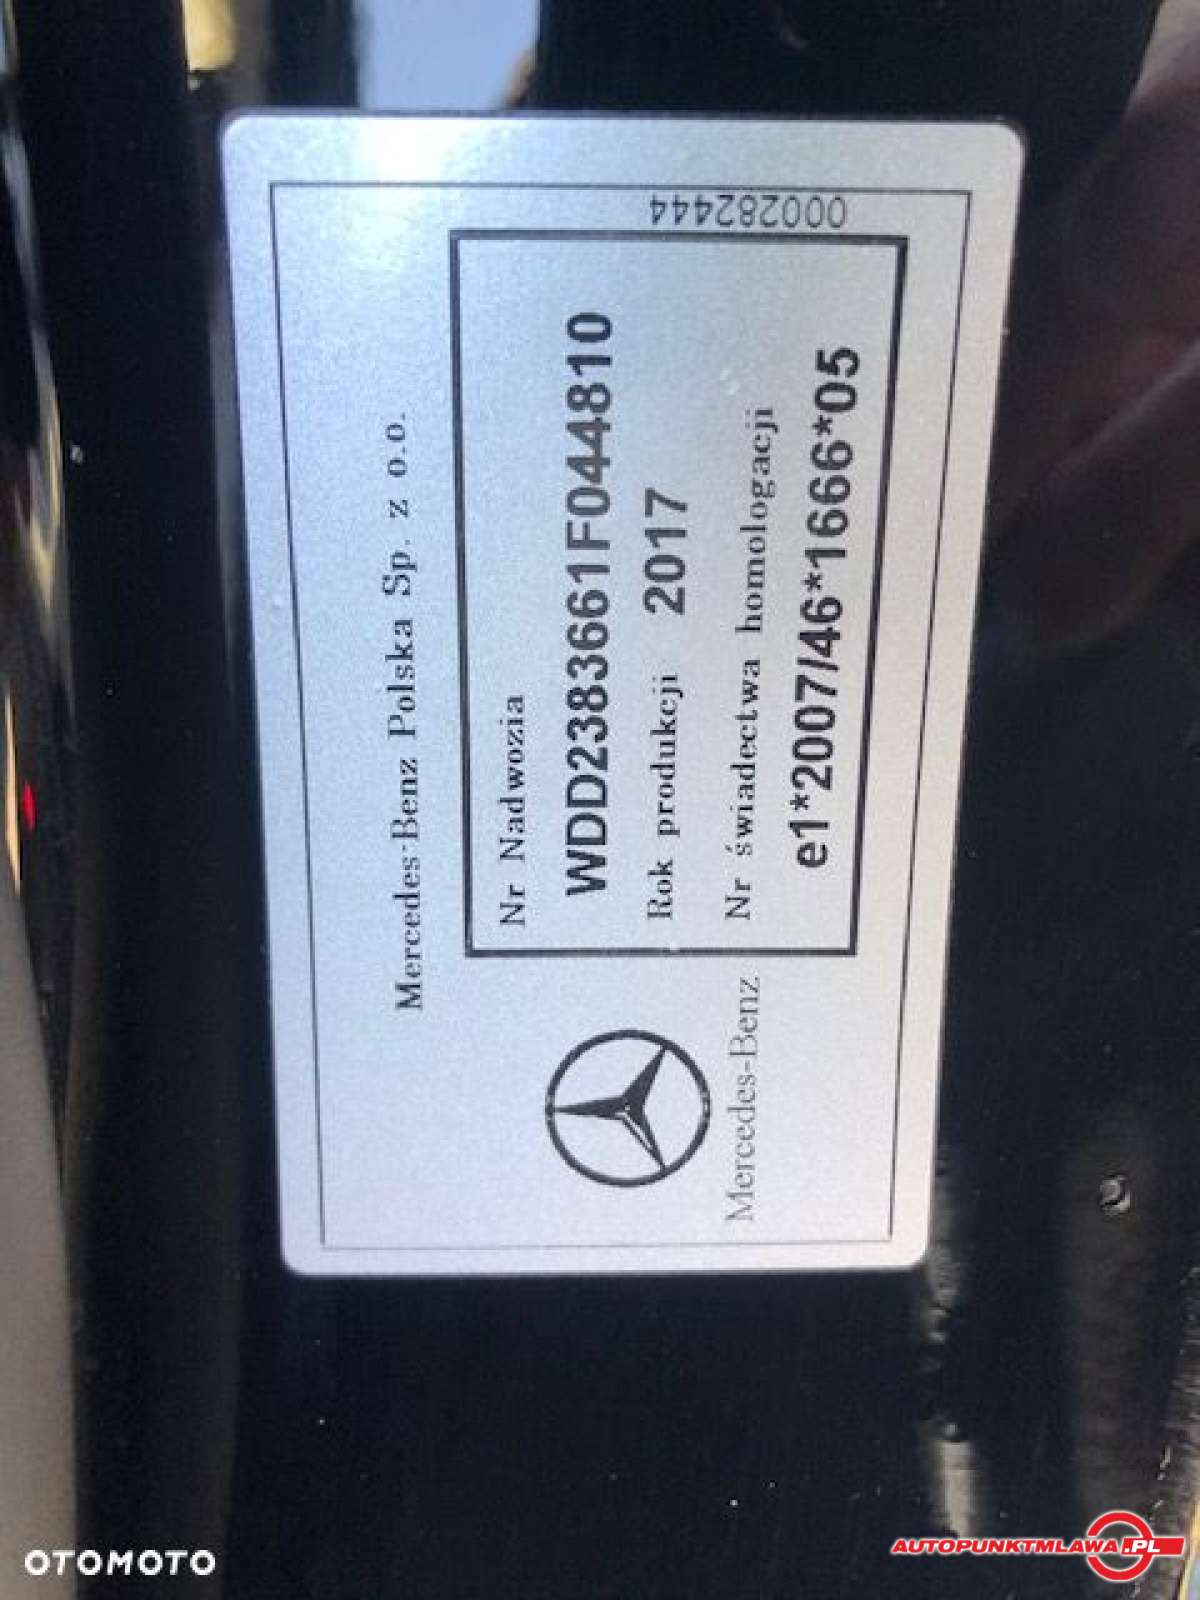 Mercedes-Benz Polska Sp. z o.o.
Nr Nadwozia
WDD2383661F044810
Rok produkcji 2017
Nr świadectwa homologacji
e1*2007/46*1666*05
Mercedes-Benz
000282444
OTOMOTO
AUTOPUNKTMLAWA.PL